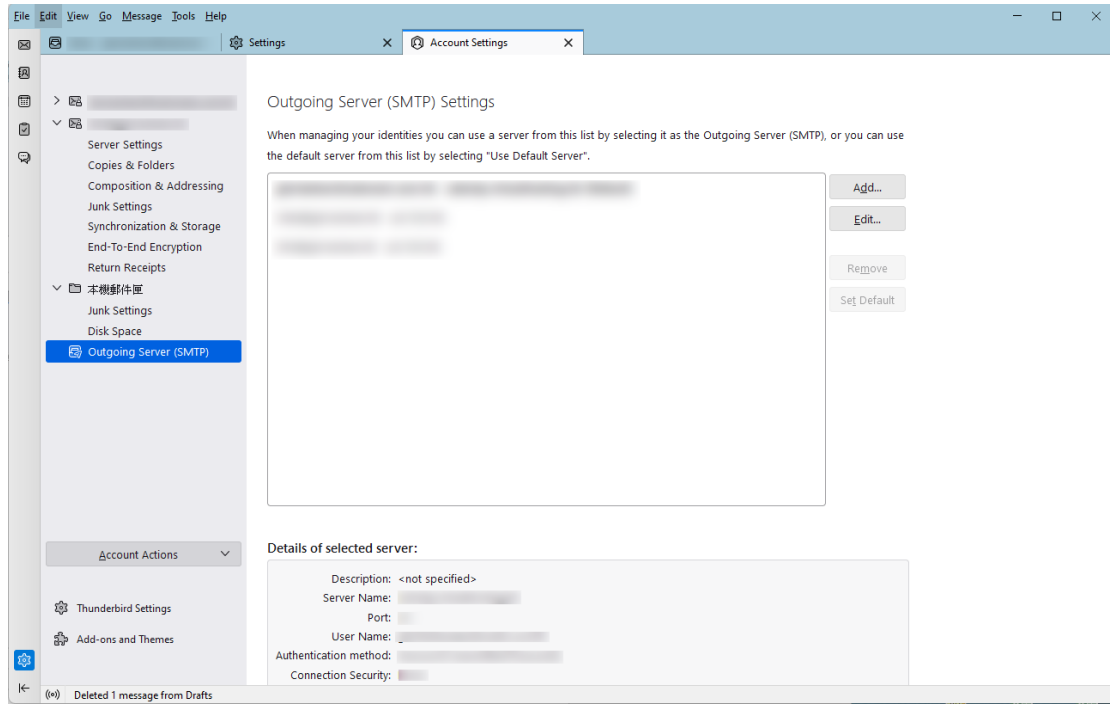 File Edit View Go Message Tools Help
Settings
Account Settings
Outgoing Server (SMTP) Settings
When managing your identities you can use a server from this list by selecting it as the Outgoing Server (SMTP), or you can use
the default server from this list by selecting "Use Default Server".
Server Settings
Copies & Folders
Composition & Addressing
Junk Settings
Synchronization & Storage
End-To-End Encryption
Return Receipts
本機郵件匣
Junk Settings
Disk Space
Outgoing Server (SMTP)
Add...
Edit...
Remove
Set Default
Account Actions
Thunderbird Settings
Add-ons and Themes
Details of selected server:
Description: <not specified>
Server Name:
Port:
User Name:
Authentication method:
Connection Security:
Deleted 1 message from Drafts